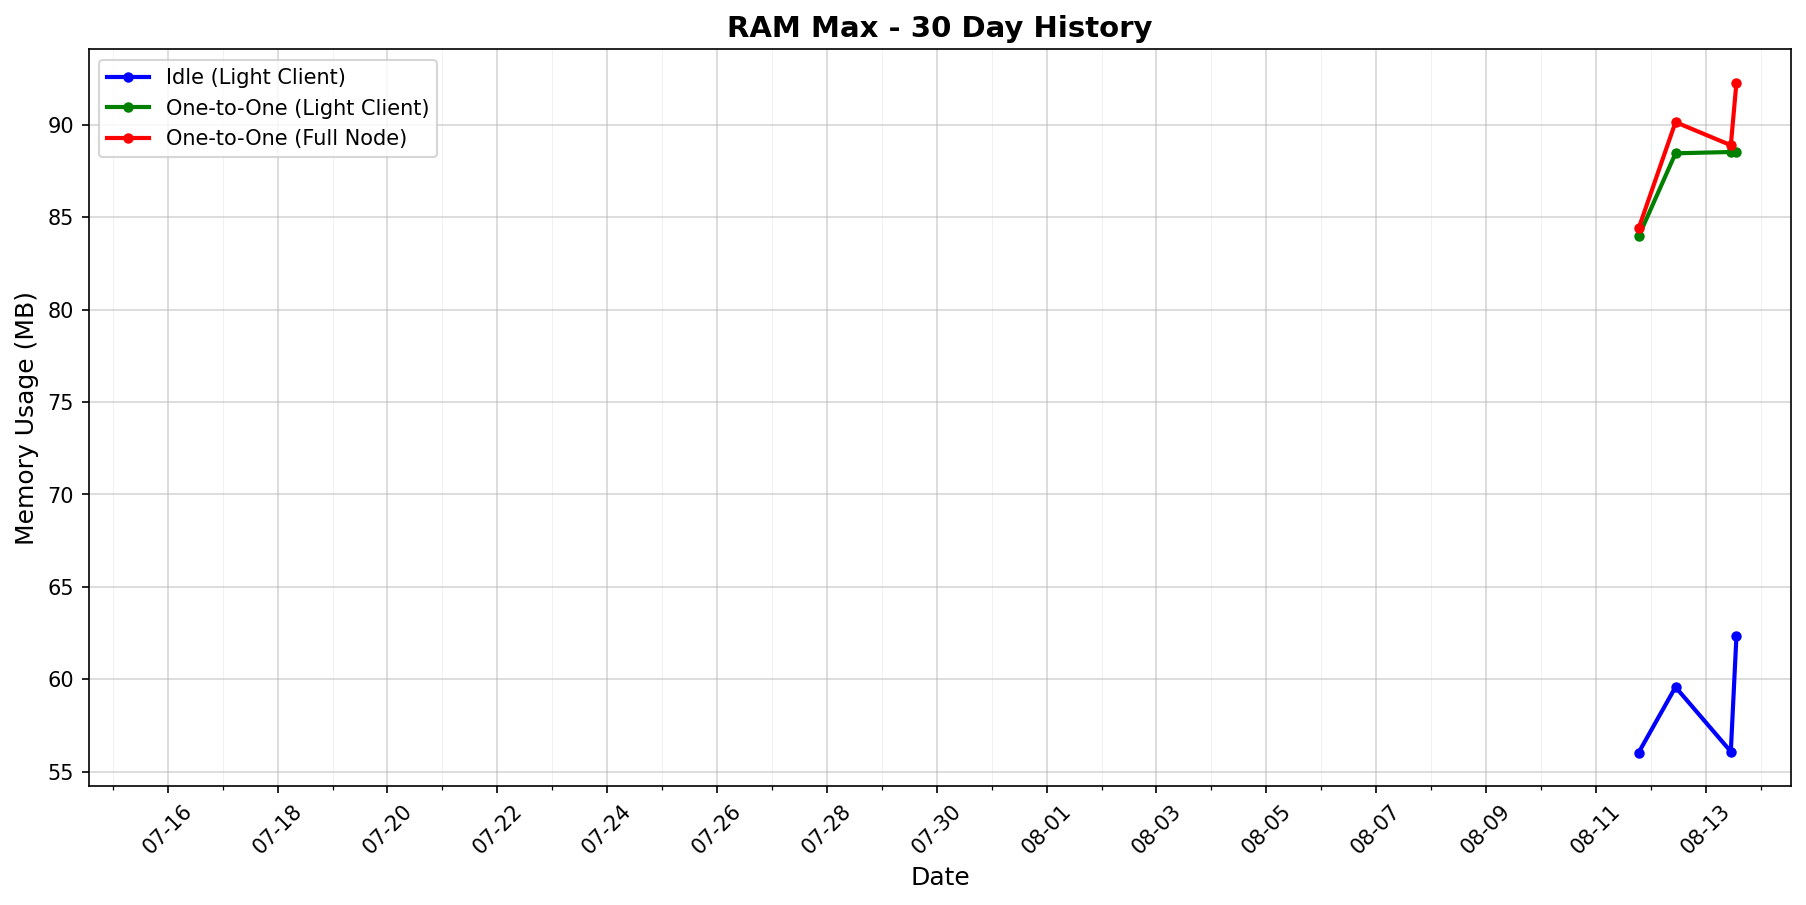 RAM Max - 30 Day History
Idle (Light Client)
One-to-One (Light Client)
One-to-One (Full Node)
Memory Usage (MB)
90
85
80
75
70
65
60
55
07-16 07-18 07-20 07-22 07-24 07-26 07-28 07-30 08-01 08-03 08-05 08-07 08-09 08-11 08-13
Date